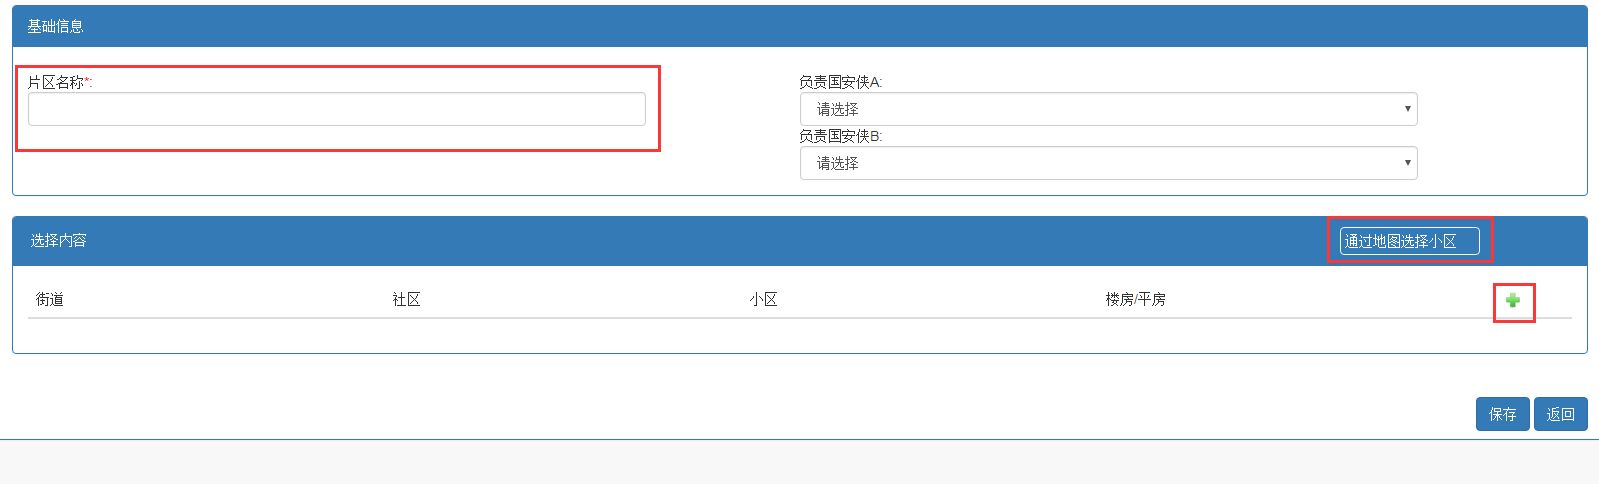 基础信息
片区名称*:
负责国安侠A:
请选择
负责国安侠B:
请选择
选择内容
通过地图选择小区
街道 社区 小区 楼房/平房
保存 返回